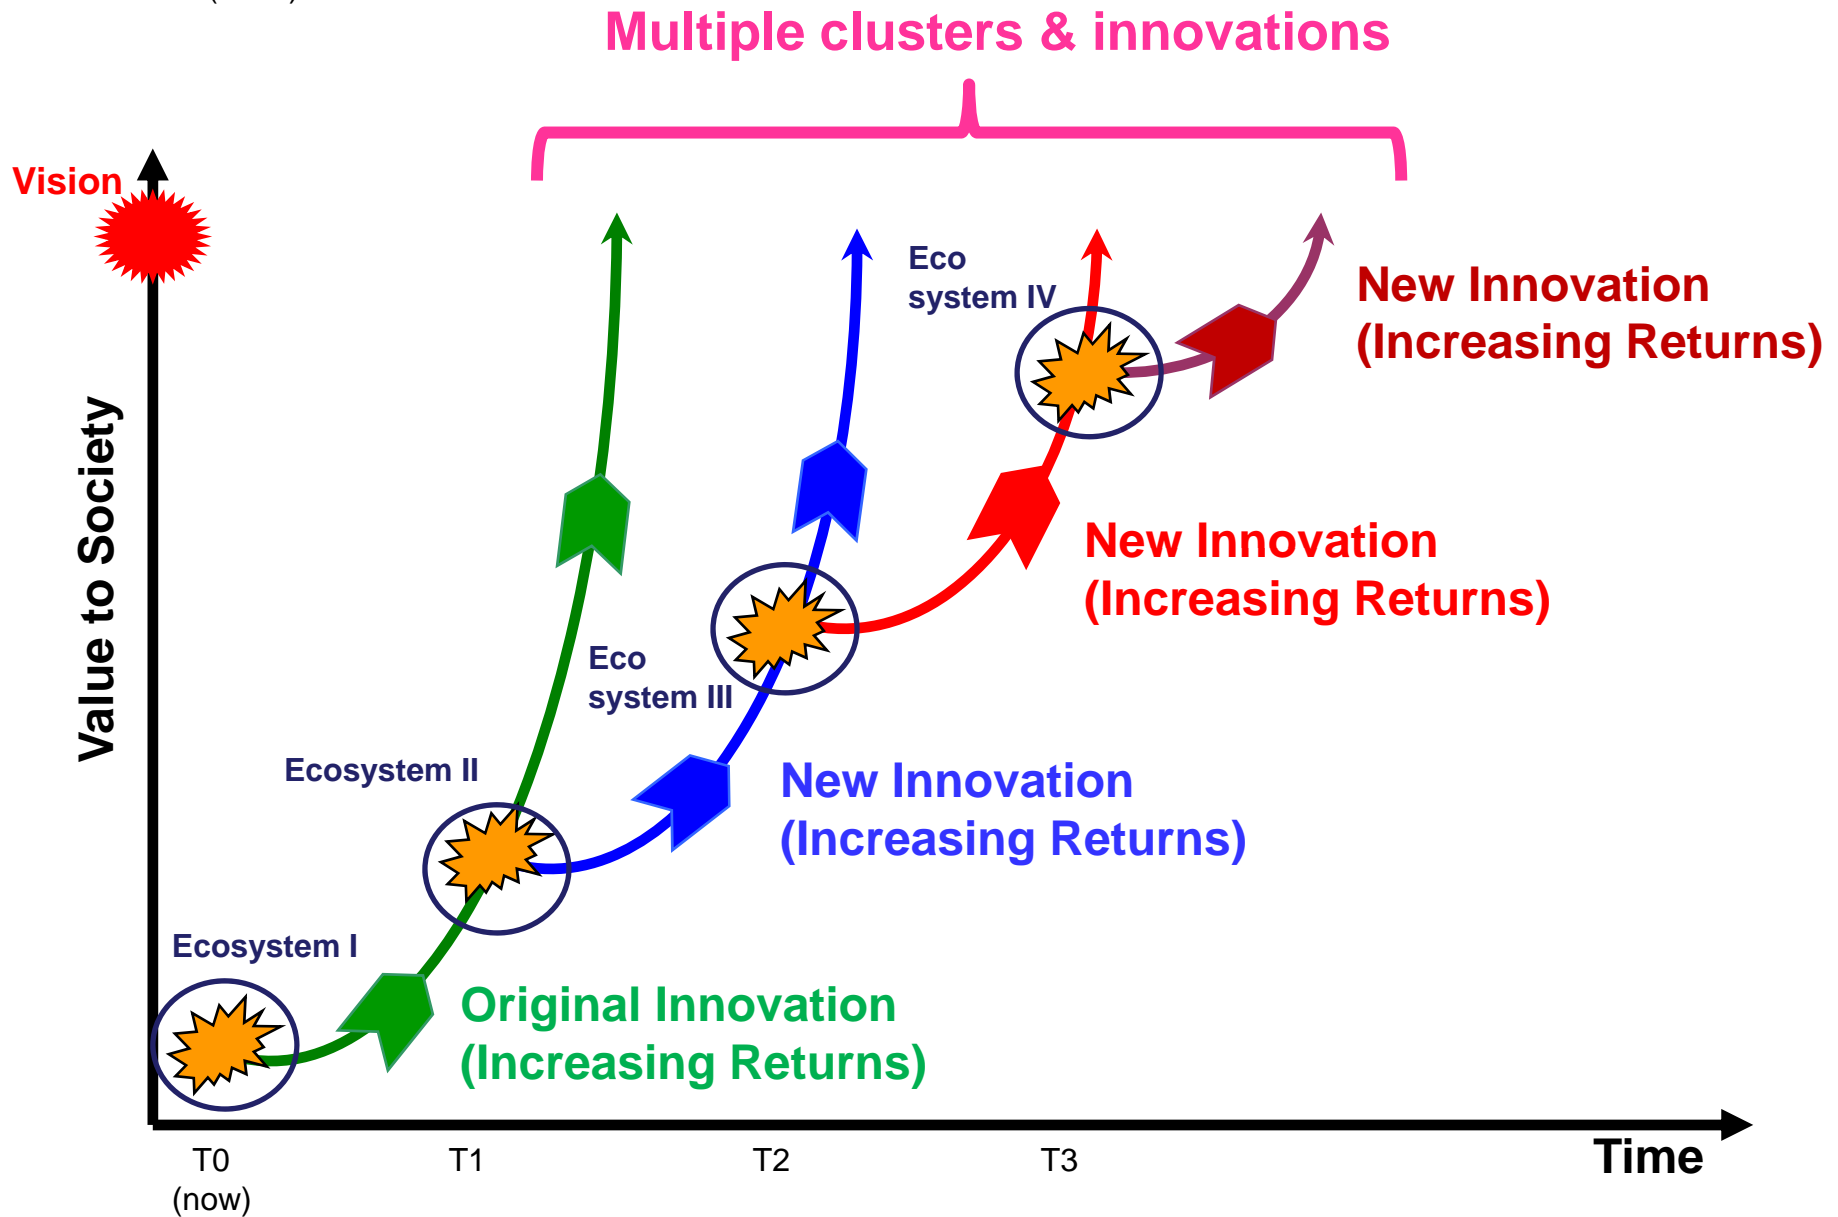 Multiple clusters & innovations
Vision
Eco
system IV
New Innovation
(Increasing Returns)
Value to Society
New Innovation
(Increasing Returns)
Eco
system III
Ecosystem II
New Innovation
(Increasing Returns)
Ecosystem I
Original Innovation
(Increasing Returns)
T0
(now)
T1
T2
T3
Time